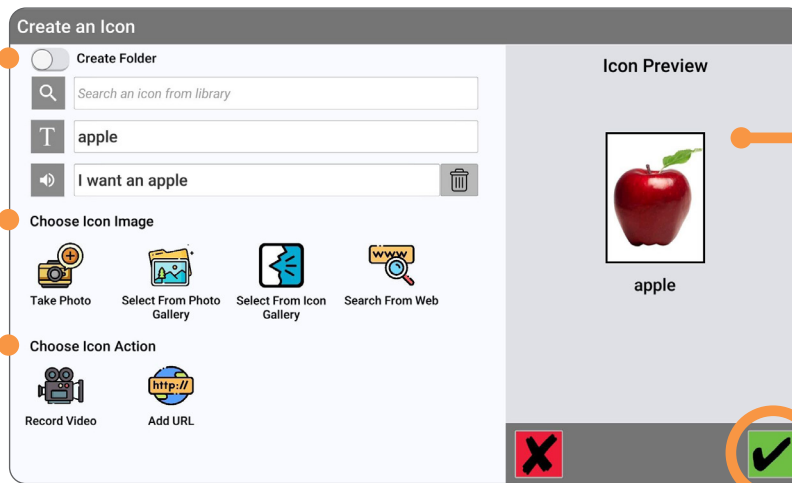 Create an Icon
Create Folder
Search an icon from library
T
apple
I want an apple
Choose Icon Image
Take Photo
Select From Photo
Gallery
Select From Icon
Gallery
www
Search From Web
Choose Icon Action
Record Video
http://
Add URL
Icon Preview
apple